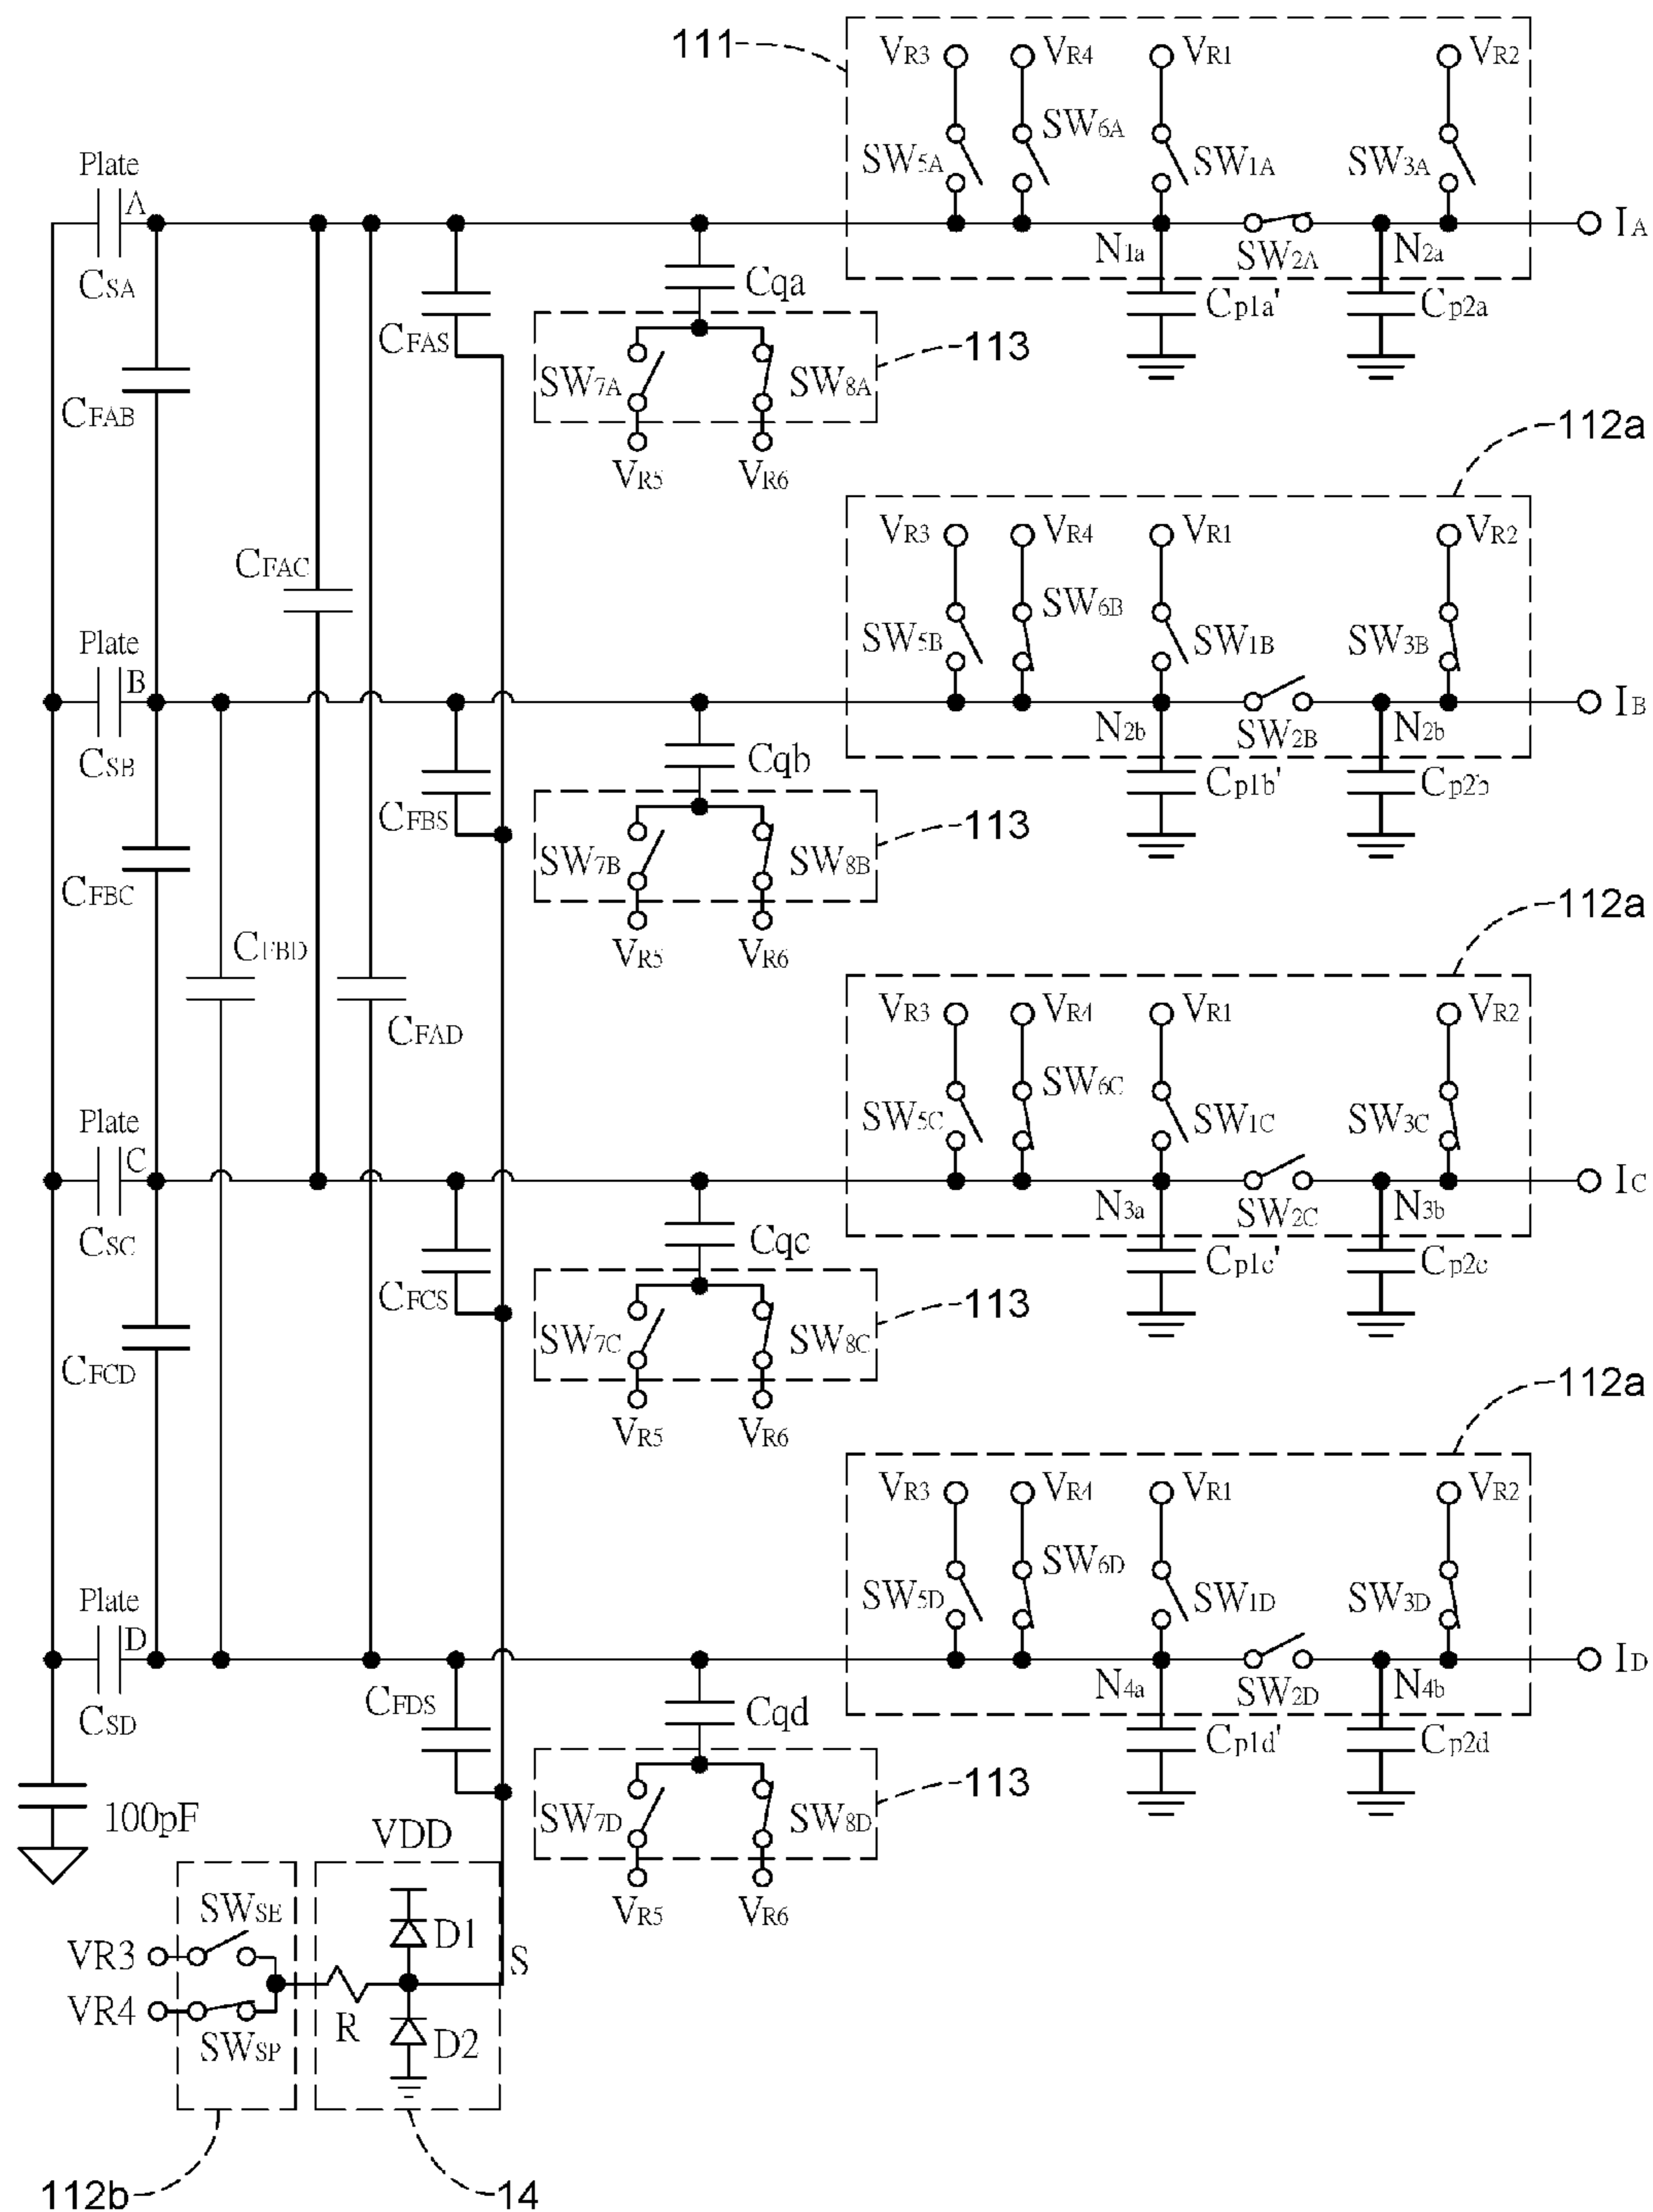 111
VR3
VR4
VR1
VR2
SW5A
SW6A
SW1A
SW3A
Plate
A
CSA
N1a
SW2A
N2a
IA
Cqa
Cp1a'
Cp2a
CFAS
113
SW7A
SW8A
CFAB
VR5
VR6
112a
VR3
VR4
VR1
VR2
CFAC
SW5B
SW6B
SW1B
SW3B
Plate
B
CSB
N2b
SW2B
N2b
IB
Cqb
Cp1b'
Cp2b
CFBS
113
SW7B
SW8B
CFBC
VR5
VR6
112a
CFBD
CFAD
VR3
VR4
VR1
VR2
SW5C
SW6C
SW1C
SW3C
Plate
C
CSC
N3a
SW2C
N3b
IC
Cqc
Cp1c'
Cp2c
CFCS
113
SW7C
SW8C
CFCD
VR5
VR6
112a
VR3
VR4
VR1
VR2
SW5D
SW6D
SW1D
SW3D
Plate
D
CSD
N4a
SW2D
N4b
ID
CFDS
Cqd
Cp1d'
Cp2d
113
SW7D
SW8D
100pF
VDD
VR5
VR6
SWSE
VR3
D1
S
VR4
SWSP
R
D2
112b
14